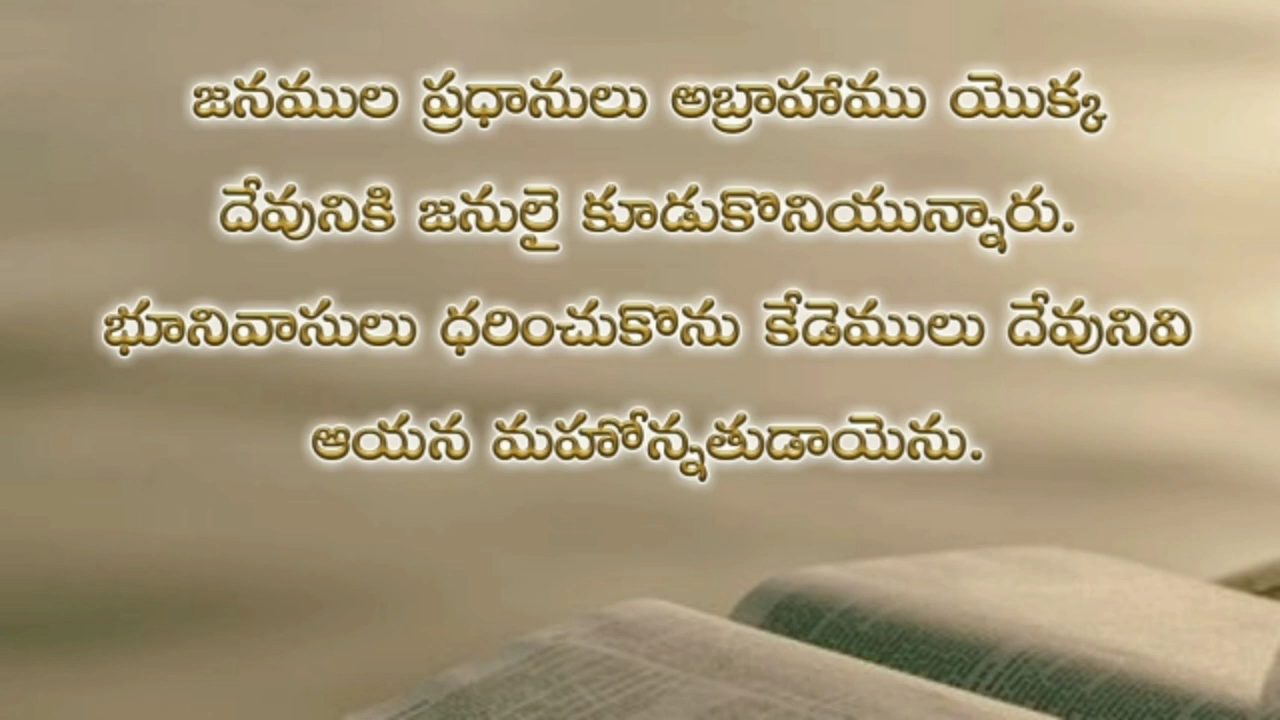 జనముల ప్రధానులు అబ్రాహాము యొక్క
దేవునికి జనులై కూడుకొనియున్నారు.
భూనివాసులు ధరించుకొను కేడెములు దేవునివి
ఆయన మహోన్నతుడాయెను.